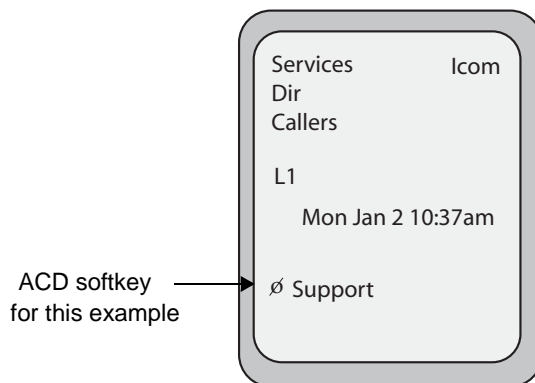 Services Icom
Dir
Callers
L1
Mon Jan 2 10:37am
ACD softkey
for this example
ø Support